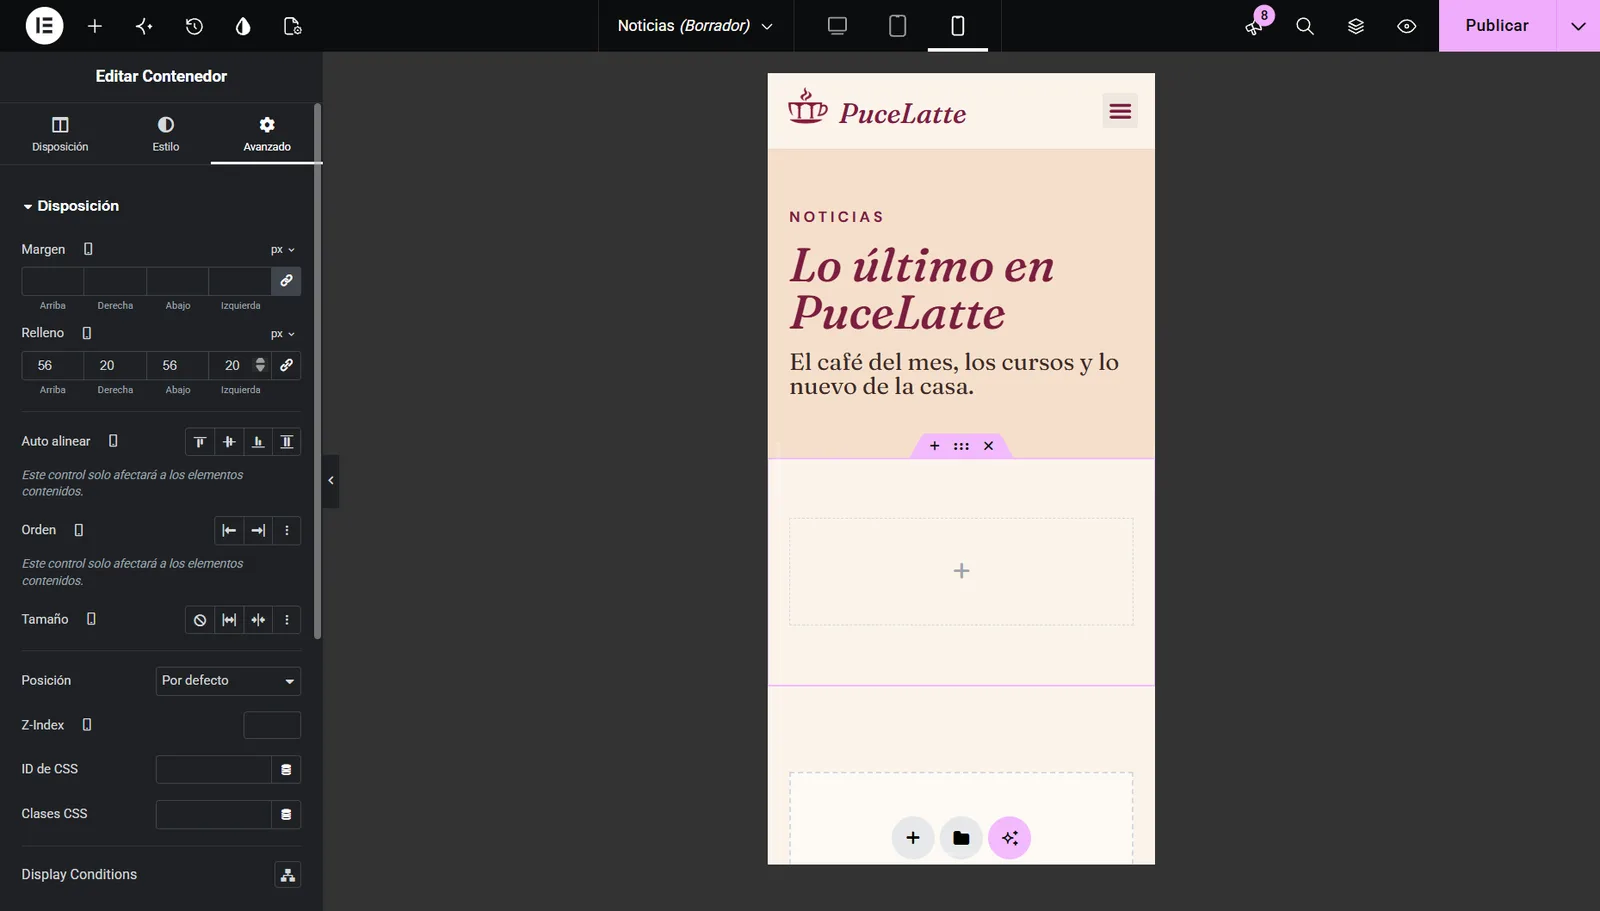 Noticias (Borrador)
8
Publicar
Editar Contenedor
Disposición
Estilo
Avanzado
Disposición
Margen
px
Arriba
Derecha
Abajo
Izquierda
Relleno
px
56
20
56
20
Arriba
Derecha
Abajo
Izquierda
Auto alinear
Este control solo afectará a los elementos
contenidos.
Orden
Este control solo afectará a los elementos
contenidos.
Tamaño
Posición
Por defecto
Z-Index
ID de CSS
Clases CSS
Display Conditions
PuceLatte
NOTICIAS
Lo último en
PuceLatte
El café del mes, los cursos y lo
nuevo de la casa.